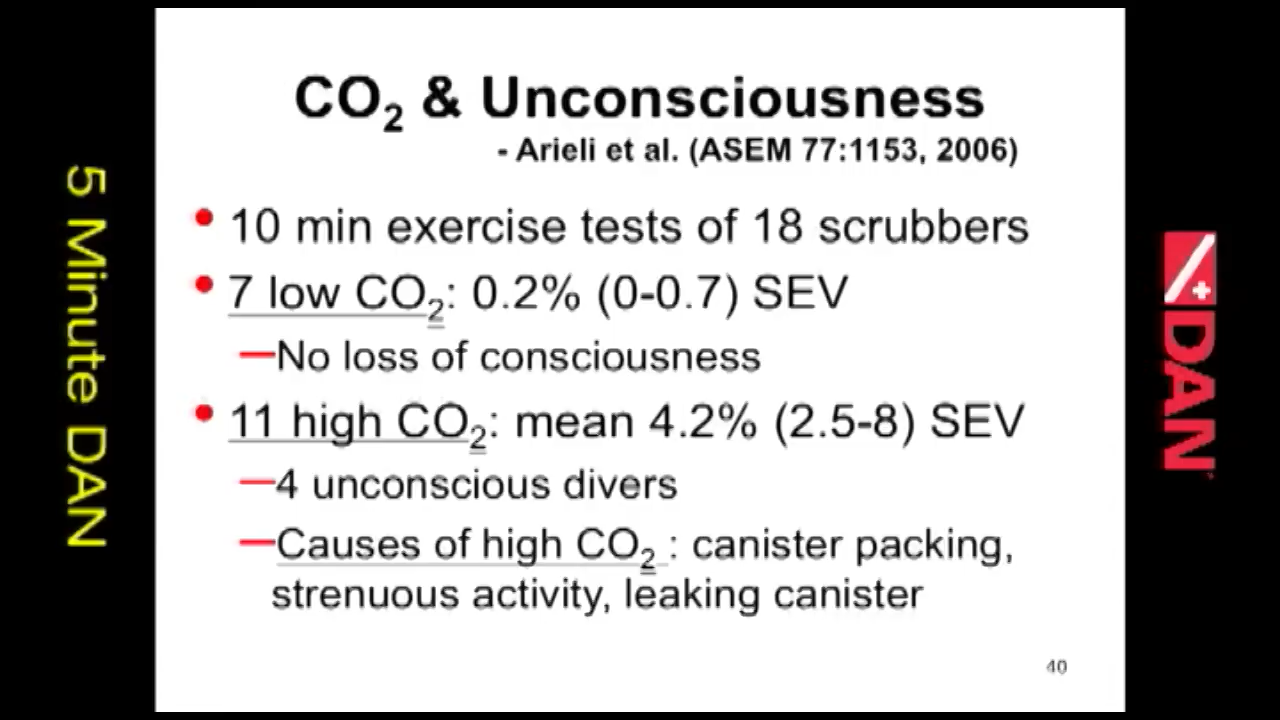 CO₂ & Unconsciousness
- Arieli et al. (ASEM 77:1153, 2006)
• 10 min exercise tests of 18 scrubbers
• 7 low CO₂: 0.2% (0-0.7) SEV
—No loss of consciousness
• 11 high CO₂: mean 4.2% (2.5-8) SEV
—4 unconscious divers
—Causes of high CO₂ : canister packing,
strenuous activity, leaking canister
40
5 Minute DAN
DAN